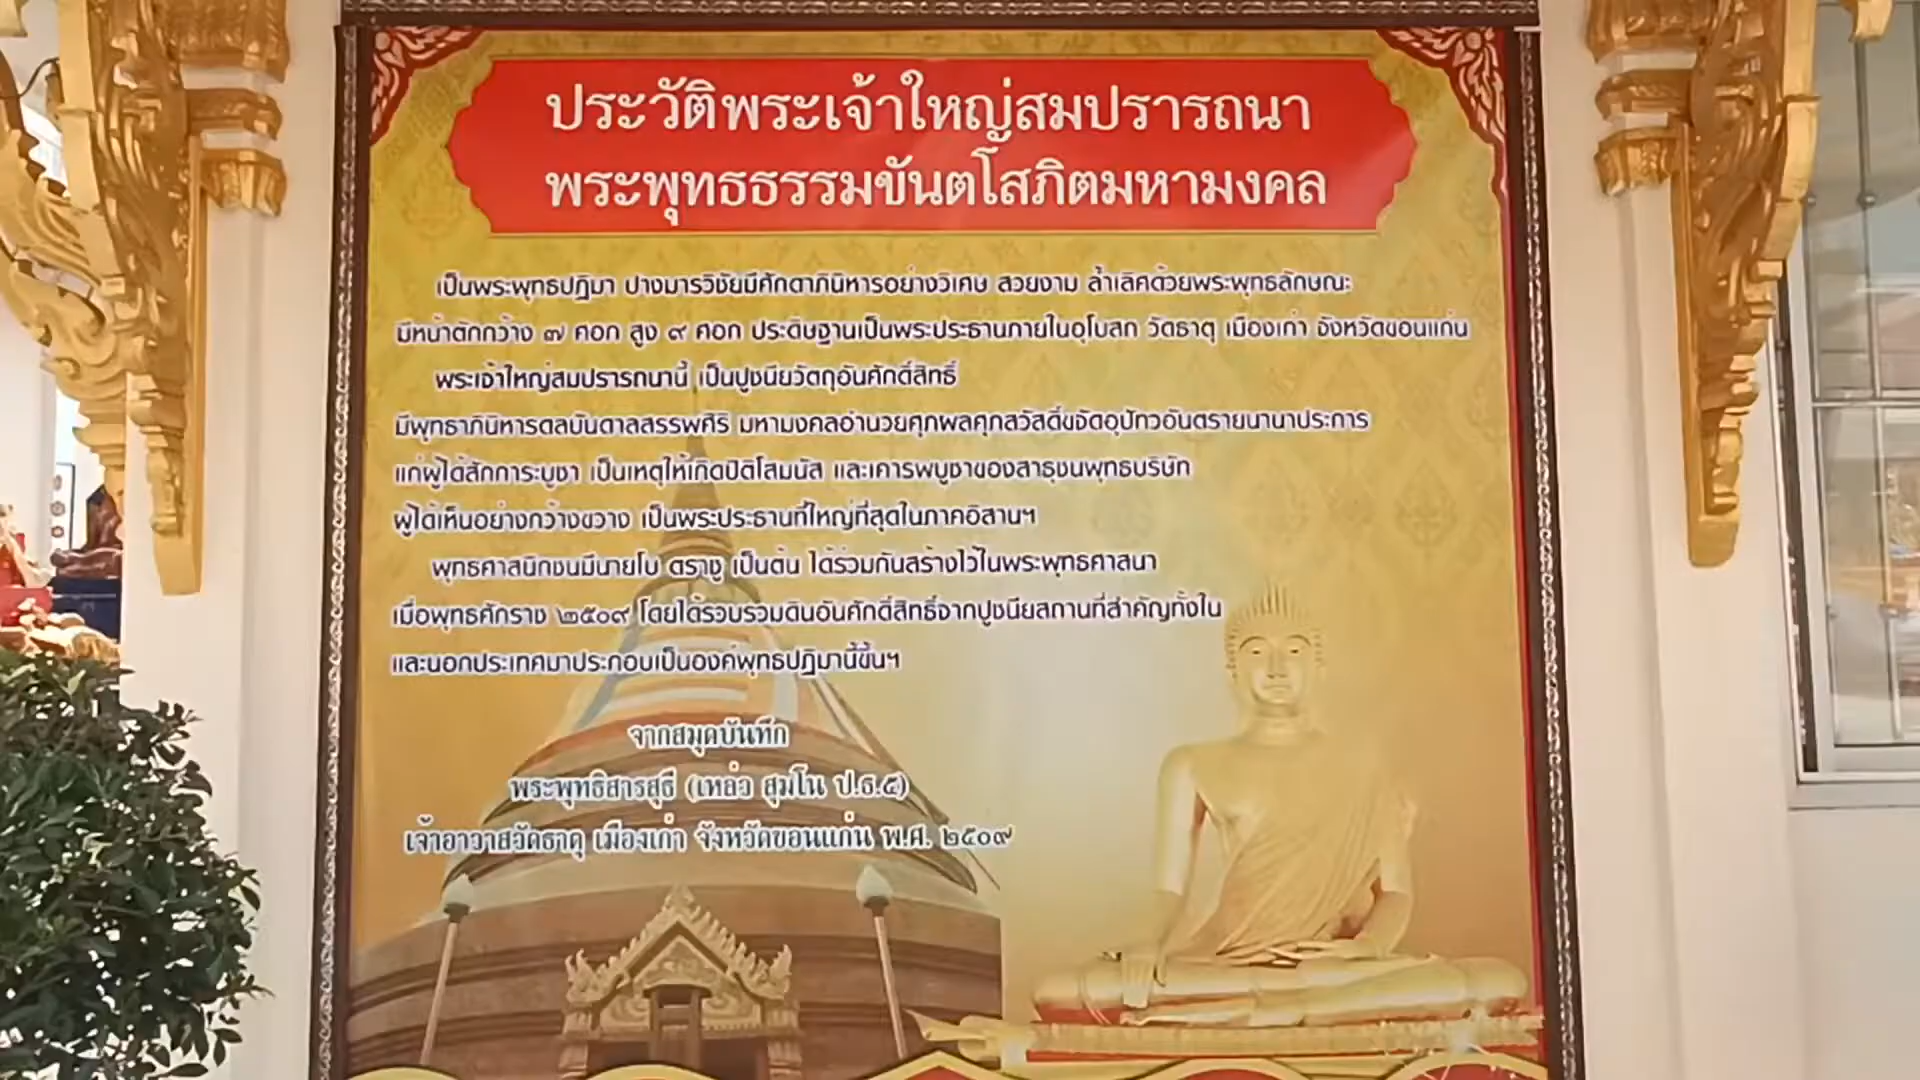 ประวัติพระเจ้าใหญ่สมปรารถนา
พระพุทธธรรมขันตโสภิตมหามงคล
เป็นพระพุทธปฏิมา ปางมารวิชัยมีศักดาภินิหารอย่างวิเศษ สวยงาม ล้ำเลิศด้วยพระพุทธลักษณะ
มีหน้าตักกว้าง ๗ ศอก สูง ๙ ศอก ประดิษฐานเป็นพระประธานภายในอุโบสถ วัดธาตุ เมืองเก่า จังหวัดขอนแก่น
พระเจ้าใหญ่สมปรารถนานี้ เป็นปูชนียวัตถุอันศักดิ์สิทธิ์
มีพุทธาภินิหารดลบันดาลสรรพศิริ มหามงคลอำนวยศุภผลศุภสวัสดิ์ขจัดอุปัทวอันตรายนานาประการ
แก่ผู้ได้สักการะบูชา เป็นเหตุให้เกิดปิติโสมนัส และเคารพบูชาของสาธุชนพุทธบริษัท
ผู้ได้เห็นอย่างกว้างขวาง เป็นพระประธานที่ใหญ่ที่สุดในภาคอิสานฯ
พุทธศาสนิกชนมีนายโบ ตราชู เป็นต้น ได้ร่วมกันสร้างไว้ในพระพุทธศาสนา
เมื่อพุทธศักราช ๒๕๐๙ โดยได้รวบรวมดินอันศักดิ์สิทธิ์จากปูชนียสถานที่สำคัญทั้งใน
และนอกประเทศมาประกอบเป็นองค์พุทธปฏิมานี้ขึ้นฯ
จากสมุดบันทึก
พระพุทธิสารสุธี (เหล่ว สุมโน ป.ธ.๕)
เจ้าอาวาสวัดธาตุ เมืองเก่า จังหวัดขอนแก่น พ.ศ. ๒๕๐๙